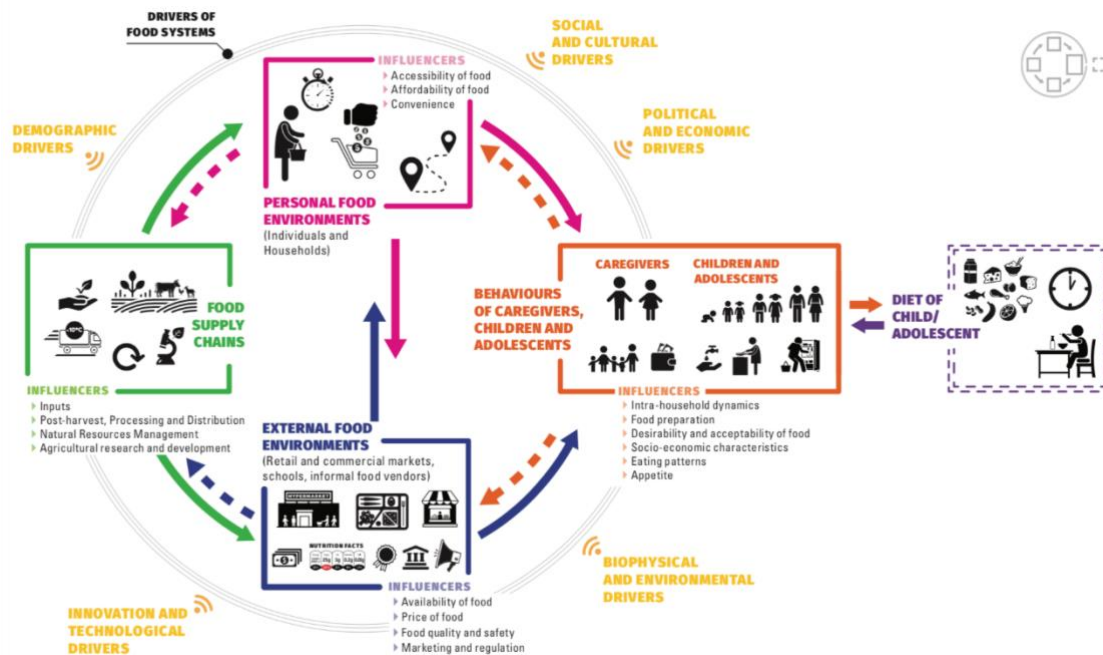 DRIVERS OF
FOOD SYSTEMS
SOCIAL
AND CULTURAL
DRIVERS
INFLUENCERS
Accessibility of food
Affordability of food
Convenience
DEMOGRAPHIC
DRIVERS
POLITICAL
AND ECONOMIC
DRIVERS
PERSONAL FOOD
ENVIRONMENTS
(Individuals and
Households)
FOOD
SUPPLY
CHAINS
-10°C
INFLUENCERS
Inputs
Post-harvest, Processing and Distribution
Natural Resources Management
Agricultural research and development
CAREGIVERS
CHILDREN AND
ADOLESCENTS
BEHAVIOURS
OF CAREGIVERS,
CHILDREN AND
ADOLESCENTS
INFLUENCERS
Intra-household dynamics
Food preparation
Desirability and acceptability of food
Socio-economic characteristics
Eating patterns
Appetite
DIET OF
CHILD/
ADOLESCENT
EXTERNAL FOOD
ENVIRONMENTS
(Retail and commercial markets,
schools, informal food vendors)
HYPERMARKET
NUTRITION FACTS
INFLUENCERS
Availability of food
Price of food
Food quality and safety
Marketing and regulation
BIOPHYSICAL
AND ENVIRONMENTAL
DRIVERS
INNOVATION AND
TECHNOLOGICAL
DRIVERS